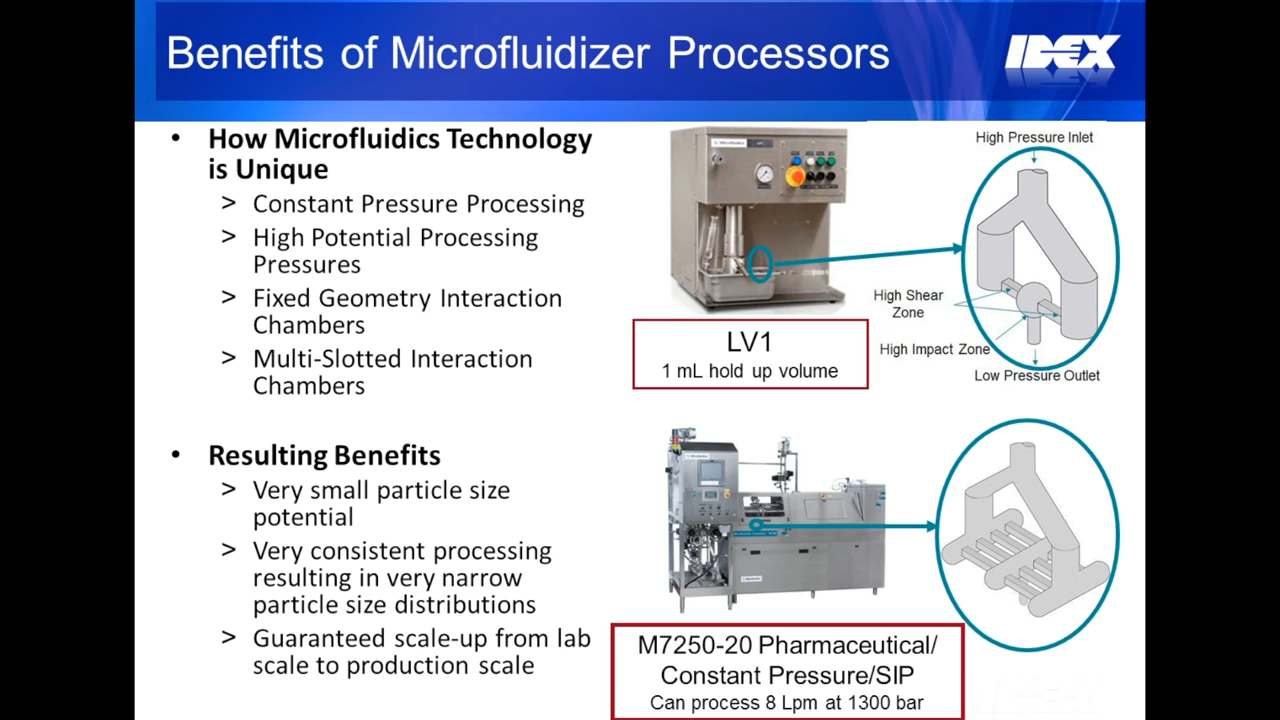 Benefits of Microfluidizer Processors
IDEX
• How Microfluidics Technology
is Unique
> Constant Pressure Processing
> High Potential Processing
Pressures
> Fixed Geometry Interaction
Chambers
> Multi-Slotted Interaction
Chambers
• Resulting Benefits
> Very small particle size
potential
> Very consistent processing
resulting in very narrow
particle size distributions
> Guaranteed scale-up from lab
scale to production scale
High Pressure Inlet
High Shear
Zone
High Impact Zone
Low Pressure Outlet
LV1
1 mL hold up volume
M7250-20 Pharmaceutical/
Constant Pressure/SIP
Can process 8 Lpm at 1300 bar